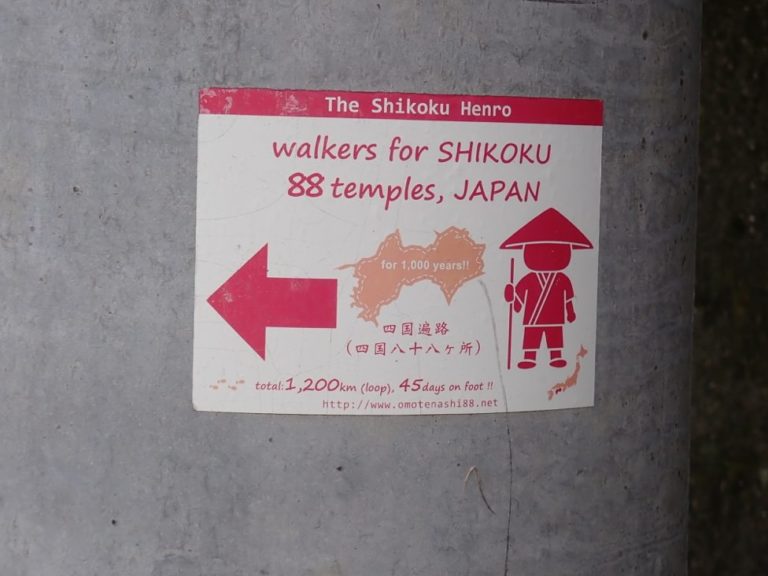 The Shikoku Henro
walkers for SHIKOKU
88 temples, JAPAN
for 1,000 years!!
四国遍路
(四国八十八ヶ所)
total:1,200km (loop), 45days on foot !!
http://www.omotenashi88.net